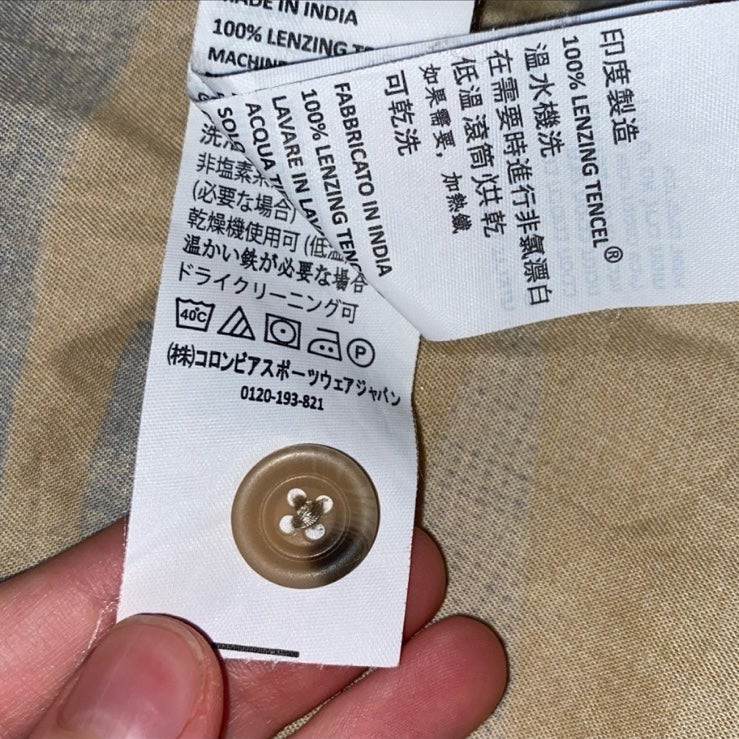 MADE IN INDIA
100% LENZING
MACHINE
印度製造
100% LENZING TENCEL®
溫水機洗
在需要時進行非氯漂白
低溫滾筒烘乾
如果需要，加熱鐵
可乾洗
FABBRICATO IN INDIA
100% LENZING
LAVARE IN
ACQUA
SOLO
非塩素系
(必要な場合)
乾燥機使用可 (低温
温かい鉄が必要な場合
ドライクリーニング可
40C
P
(株)コロンビアスポーツウェアジャパン
0120-193-821